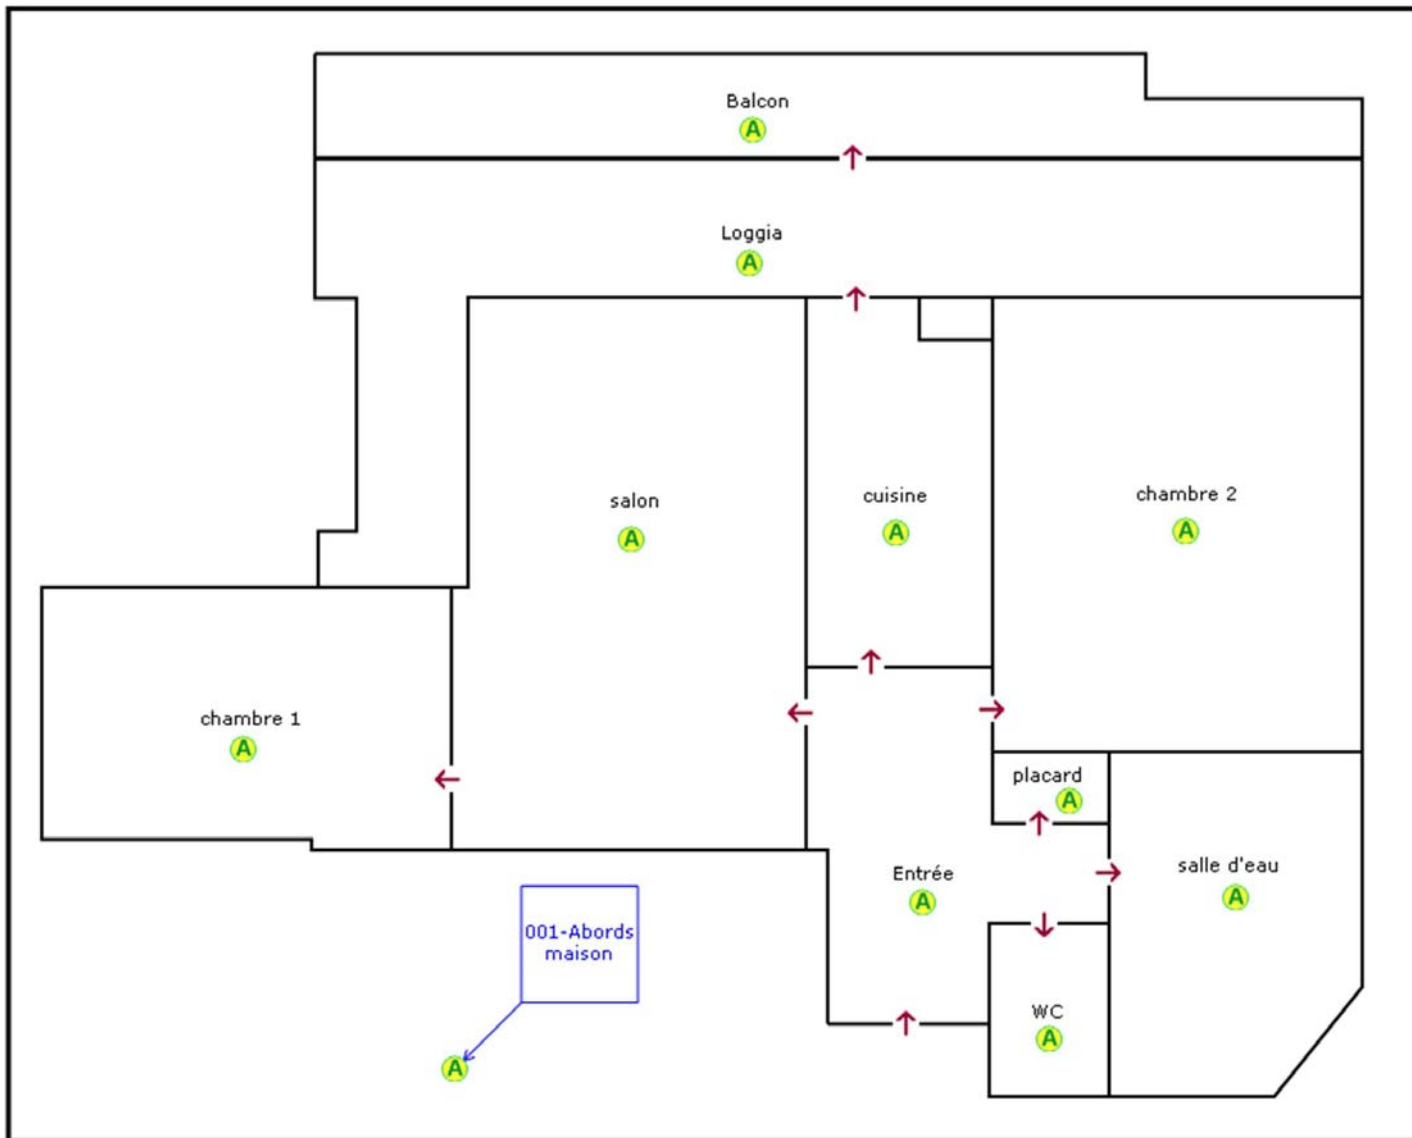 Balcon
A
Loggia
A
salon
A
cuisine
A
chambre 2
A
chambre 1
A
placard
A
Entrée
A
salle d'eau
A
001-Abords
maison
A
WC
A